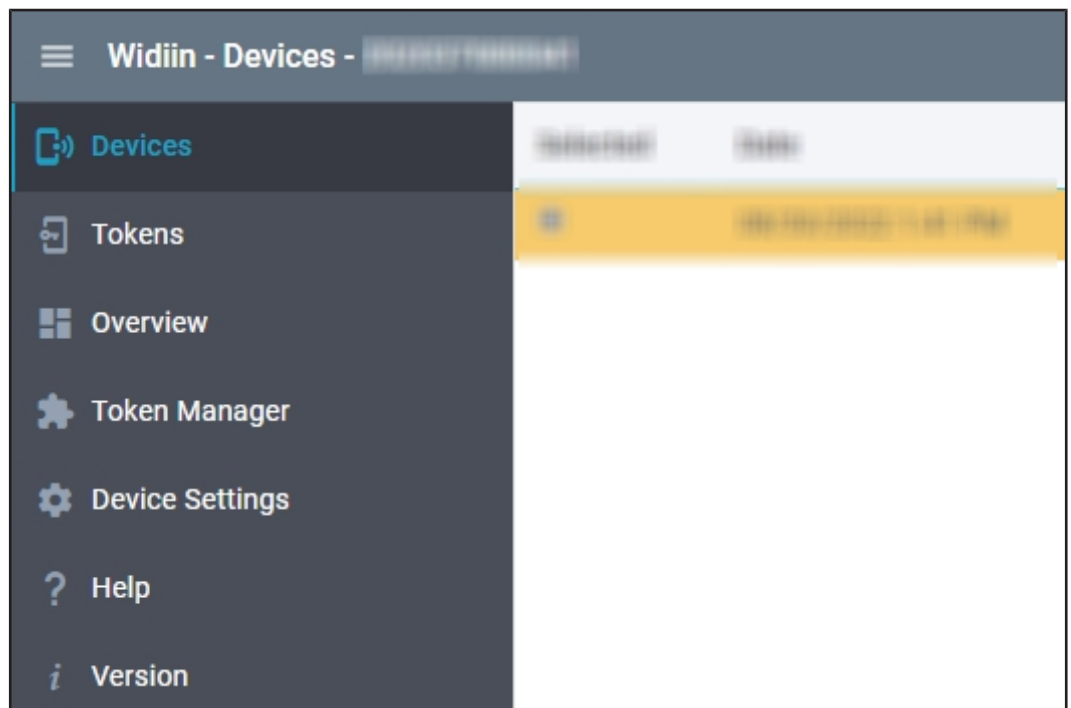 Widiin - Devices -
Devices
Tokens
Overview
Token Manager
Device Settings
Help
Version